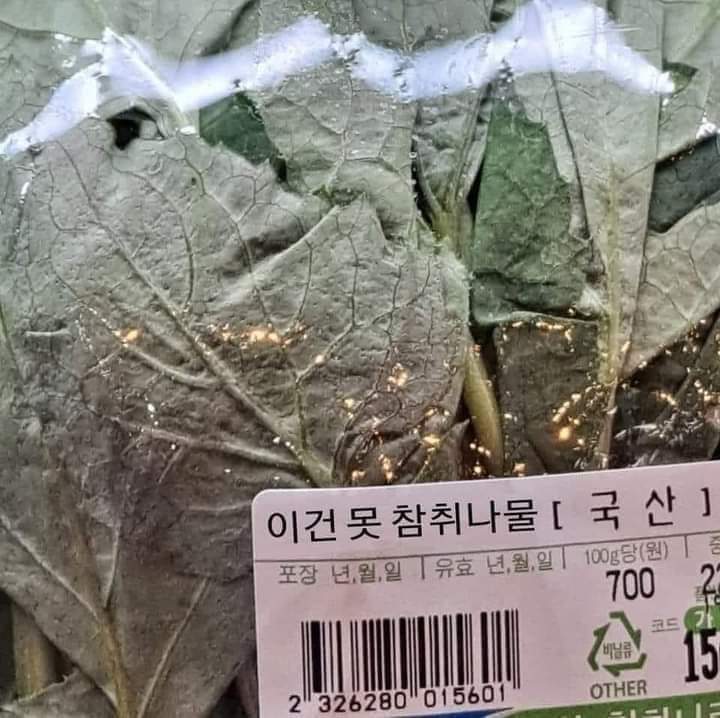 이건 못 참취나물 [ 국 산 ]
포장 년,월,일 유효 년,월,일 100g당(원)
700
코드
비닐류
OTHER
2 326280 015601